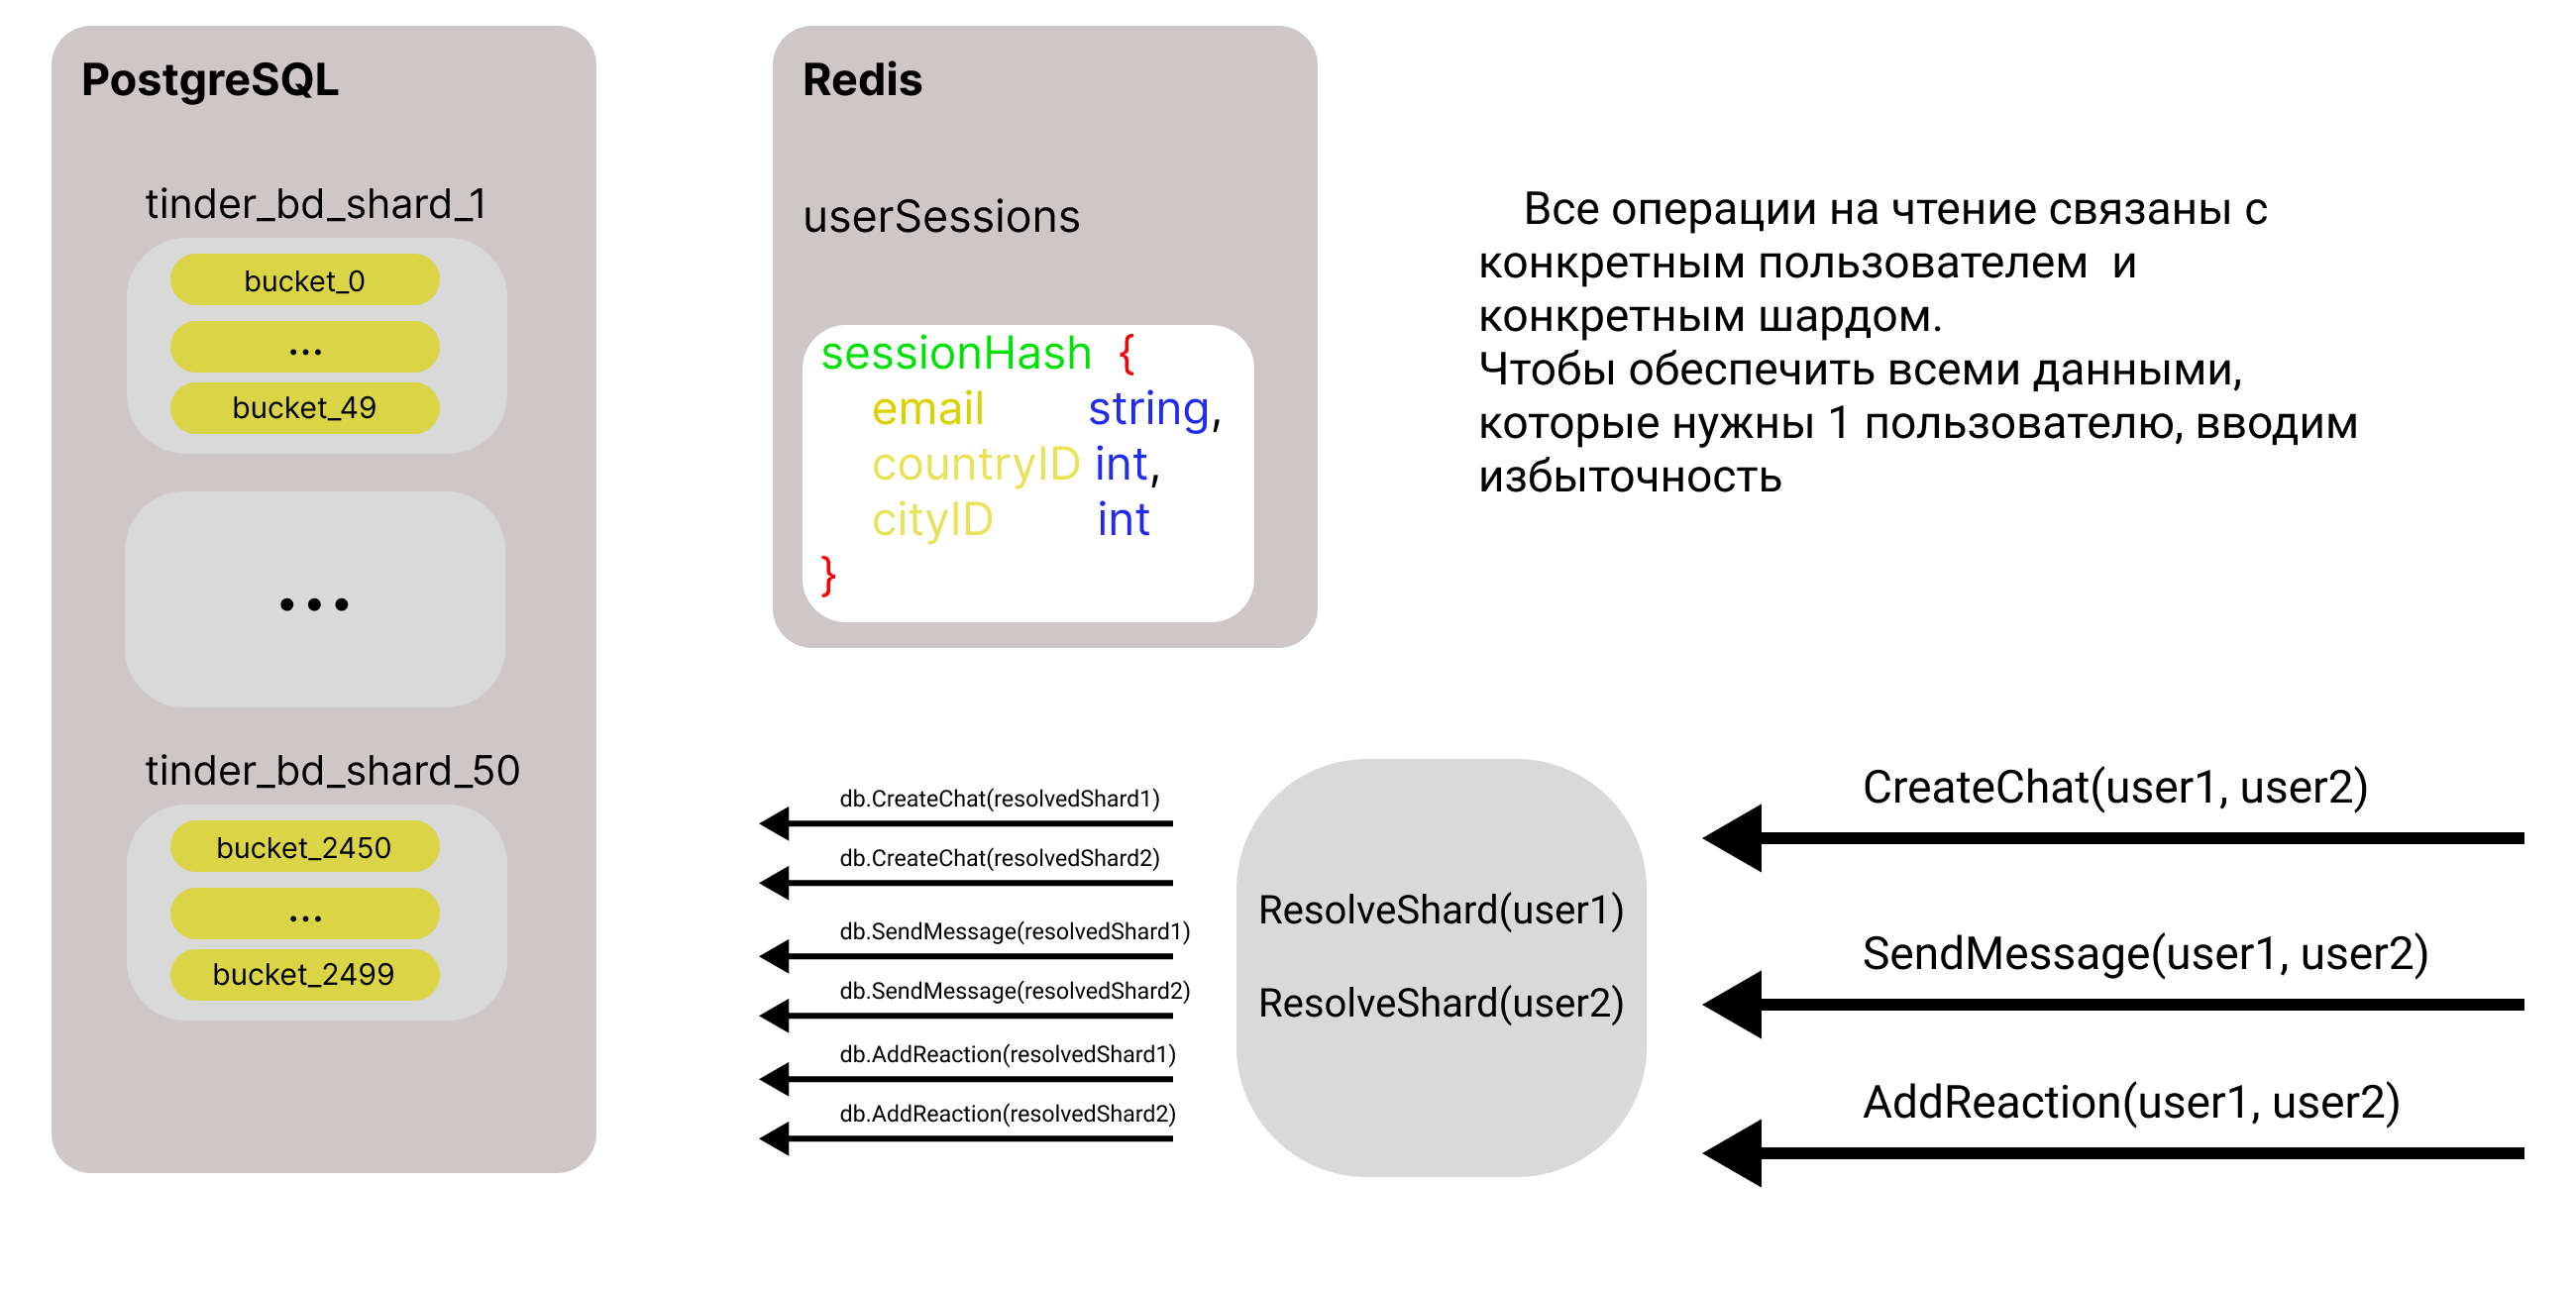 PostgreSQL
tinder_bd_shard_1
bucket_0
...
bucket_49
...
tinder_bd_shard_50
bucket_2450
...
bucket_2499
Redis
userSessions
sessionHash {
email string,
countryID int,
cityID int
}
Все операции на чтение связаны с
конкретным пользователем и
конкретным шардом.
Чтобы обеспечить всеми данными,
которые нужны 1 пользователю, вводим
избыточность
db.CreateChat(resolvedShard1)
db.CreateChat(resolvedShard2)
db.SendMessage(resolvedShard1)
db.SendMessage(resolvedShard2)
db.AddReaction(resolvedShard1)
db.AddReaction(resolvedShard2)
ResolveShard(user1)
ResolveShard(user2)
CreateChat(user1, user2)
SendMessage(user1, user2)
AddReaction(user1, user2)